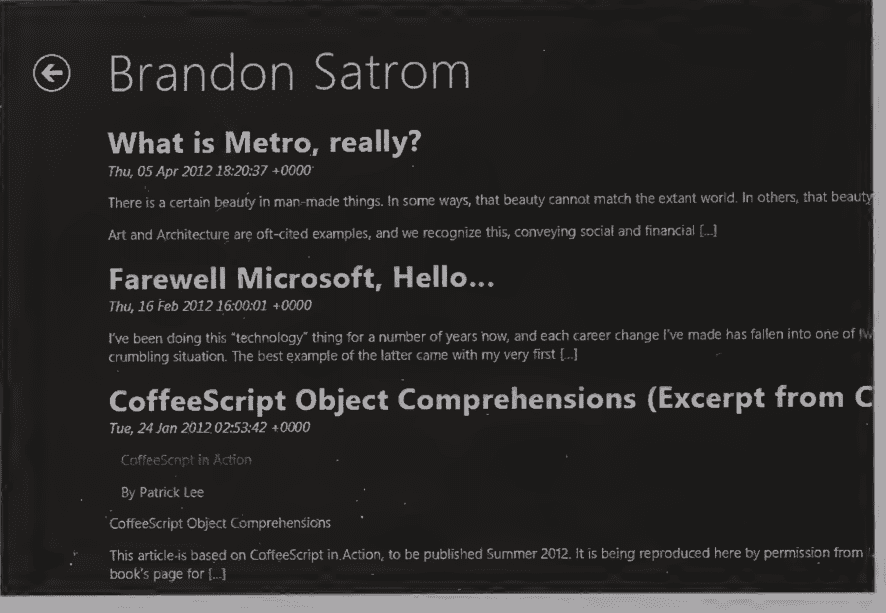 Brandon Satrom
What is Metro, really?
Thu, 05 Apr 2012 18:20:37 +0000
There is a certain beauty in man-made things. In some ways, that beauty cannot match the extant world. In others, that beauty
Art and Architecture are oft-cited examples, and we recognize this, conveying social and financial [...]
Farewell Microsoft, Hello...
Thu, 16 Feb 2012 16:00:01 +0000
I've been doing this "technology" thing for a number of years now, and each career change I've made has fallen into one of
crumbling situation. The best example of the latter came with my very first [...]
CoffeeScript Object Comprehensions (Excerpt from C
Tue, 24 Jan 2012 02:53:42 +0000
CoffeeScript in Action
By Patrick Lee
CoffeeScript Object Comprehensions
This article is based on CoffeeScript in Action, to be published Summer 2012. It is being reproduced here by permission from
book's page for [...]